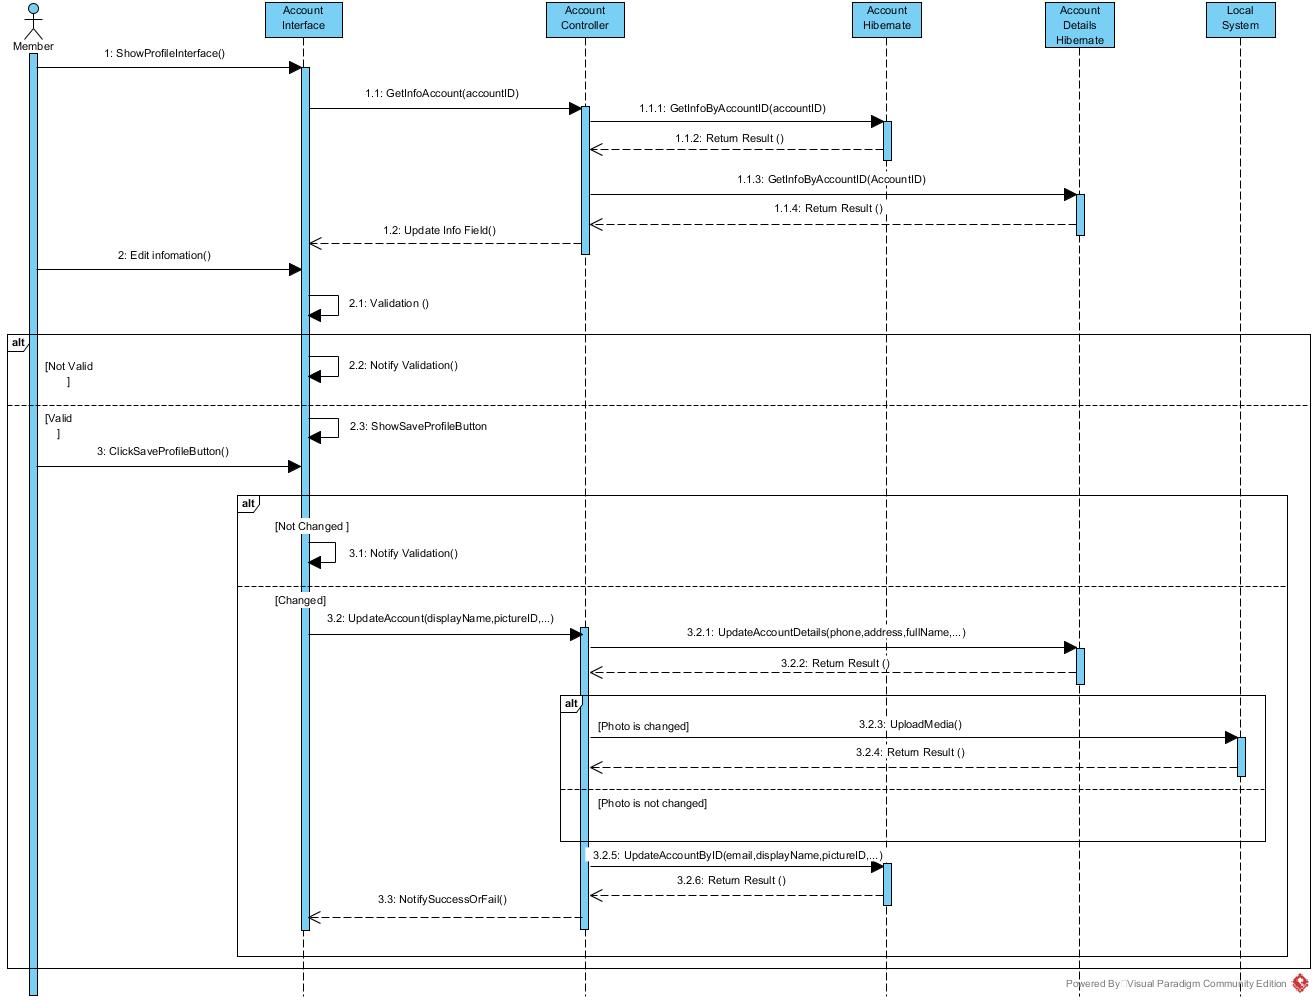 Member
Account
Interface
Account
Controller
Account
Hibernate
Account
Details
Hibernate
Local
System
1: ShowProfileInterface()
1.1: GetInfoAccount(accountID)
1.1.1: GetInfoByAccountID(accountID)
1.1.2: Return Result ()
1.1.3: GetInfoByAccountID(AccountID)
1.1.4: Return Result ()
1.2: Update Info Field()
2: Edit infomation()
2.1: Validation ()
alt
[Not Valid
]
2.2: Notify Validation()
[Valid
]
2.3: ShowSaveProfileButton
3: ClickSaveProfileButton()
alt
[Not Changed ]
3.1: Notify Validation()
[Changed]
3.2: UpdateAccount(displayName,pictureID,...)
3.2.1: UpdateAccountDetails(phone,address,fullName,...)
3.2.2: Return Result ()
alt
[Photo is changed]
3.2.3: UploadMedia()
3.2.4: Return Result ()
[Photo is not changed]
3.2.5: UpdateAccountByID(email,displayName,pictureID,...)
3.2.6: Return Result ()
3.3: NotifySuccessOrFail()
Powered By Visual Paradigm Community Edition